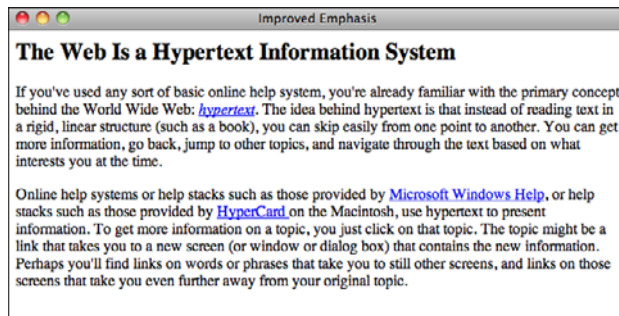 Improved Emphasis
The Web Is a Hypertext Information System
If you've used any sort of basic online help system, you're already familiar with the primary concept
behind the World Wide Web: hypertext. The idea behind hypertext is that instead of reading text in
a rigid, linear structure (such as a book), you can skip easily from one point to another. You can get
more information, go back, jump to other topics, and navigate through the text based on what
interests you at the time.
Online help systems or help stacks such as those provided by Microsoft Windows Help, or help
stacks such as those provided by HyperCard on the Macintosh, use hypertext to present
information. To get more information on a topic, you just click on that topic. The topic might be a
link that takes you to a new screen (or window or dialog box) that contains the new information.
Perhaps you'll find links on words or phrases that take you to still other screens, and links on those
screens that take you even further away from your original topic.